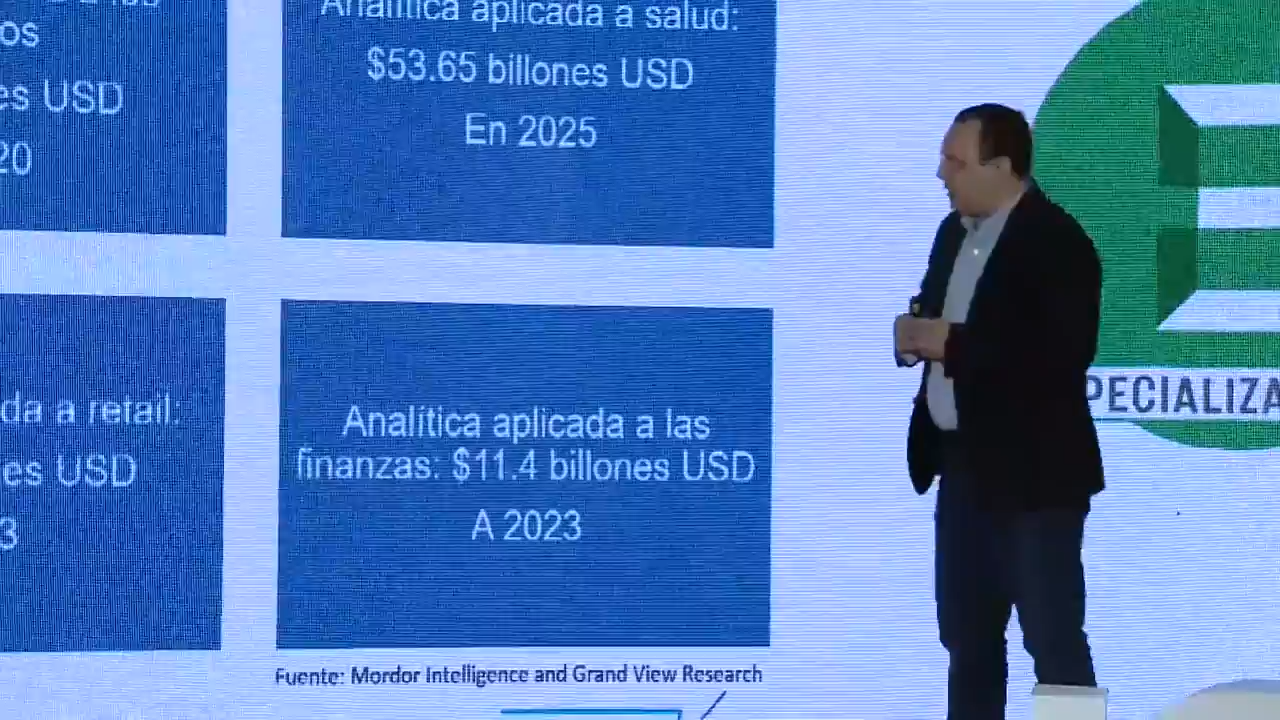 os
es USD
20
Analítica aplicada a salud:
$53.65 billones USD
En 2025
da a retail:
es USD
3
Analítica aplicada a las
finanzas: $11.4 billones USD
A 2023
Fuente: Mordor Intelligence and Grand View Research
PECIALIZA